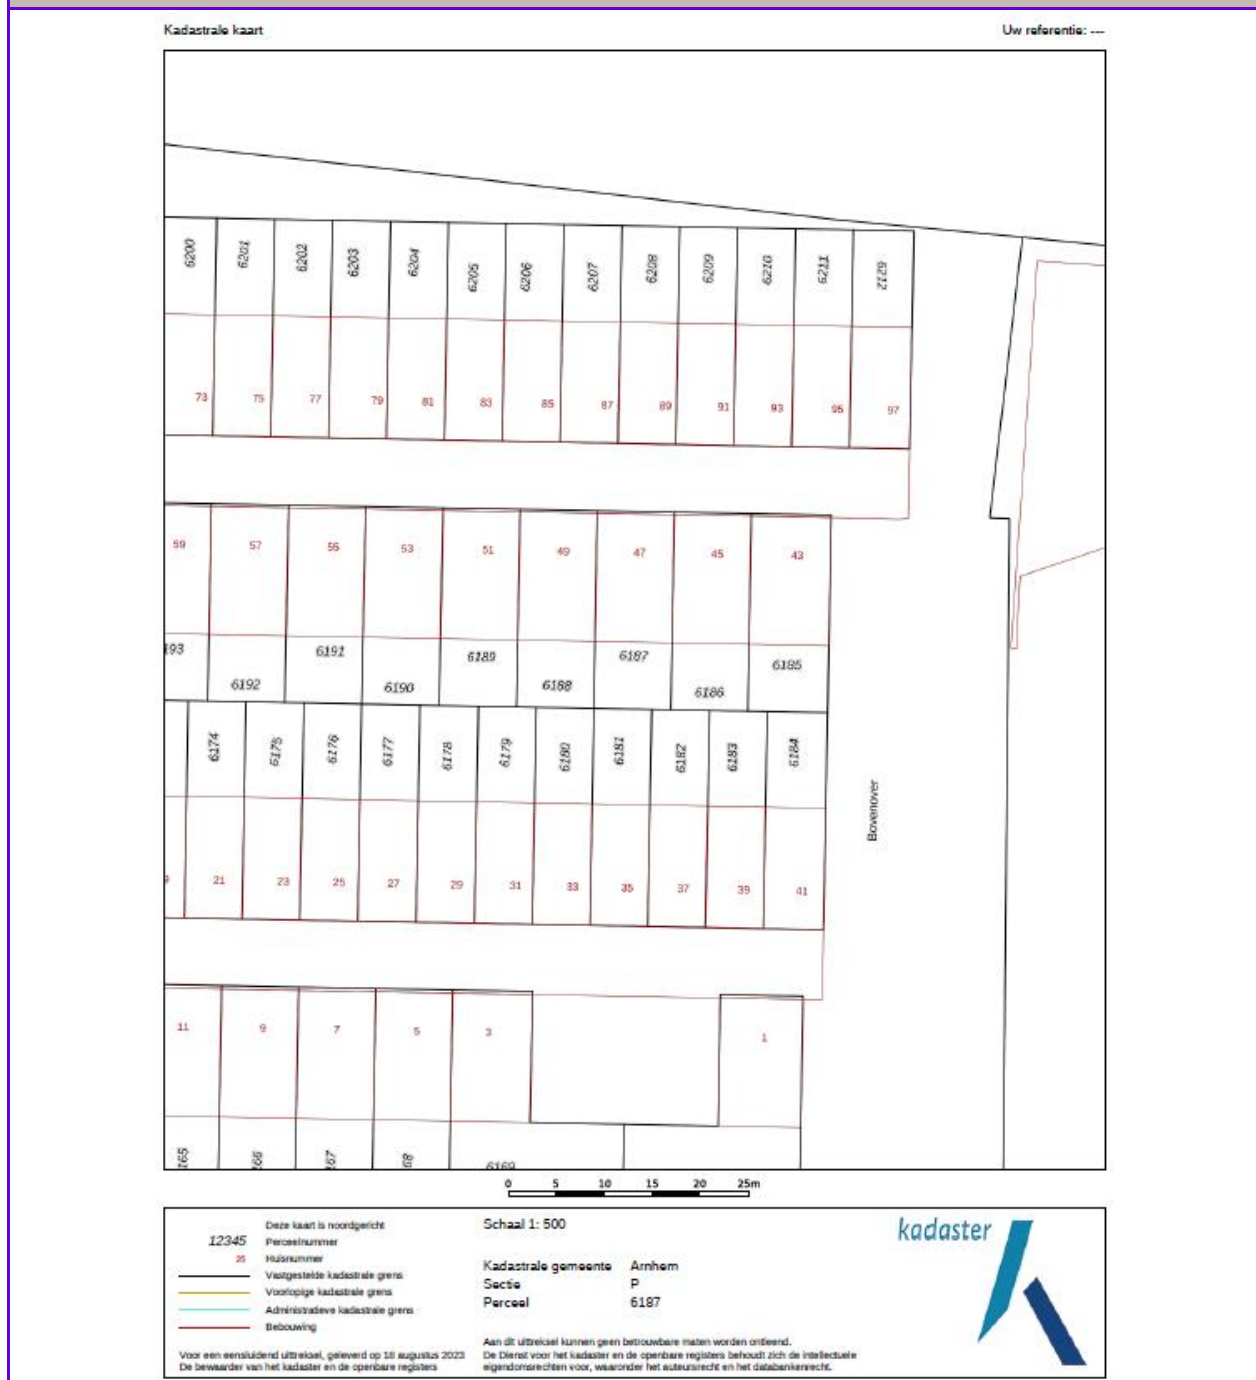 Kadastrale kaart
Uw referentie: ---
6200 6201 6202 6203 6204 6205 6206 6207 6208 6209 6210 6211 6212
73 75 77 79 81 83 85 87 89 91 93 95 97
59 57 55 53 51 49 47 45 43
193 6191 6189 6187 6185
6192 6190 6188 6186
6174 6175 6176 6177 6178 6179 6180 6181 6182 6183 6184
Bovenover
21 23 25 27 29 31 33 35 37 39 41
11 9 7 5 3 1
165 166 167 68 6169
0 5 10 15 20 25m
Deze kaart is noordgericht
12345 Perceelnummer
25 Huisnummer
Vastgestelde kadastrale grens
Voorlopige kadastrale grens
Administratieve kadastrale grens
Bebouwing
Voor een eensluidend uittreksel, geleverd op 18 augustus 2023
De bewaarder van het kadaster en de openbare registers
Schaal 1: 500
Kadastrale gemeente Arnhem
Sectie P
Perceel 6187
Aan dit uittreksel kunnen geen betrouwbare maten worden ontleend.
De Dienst voor het kadaster en de openbare registers behoudt zich de intellectuele
eigendomsrechten voor, waaronder het auteursrecht en het databankenrecht.
kadaster